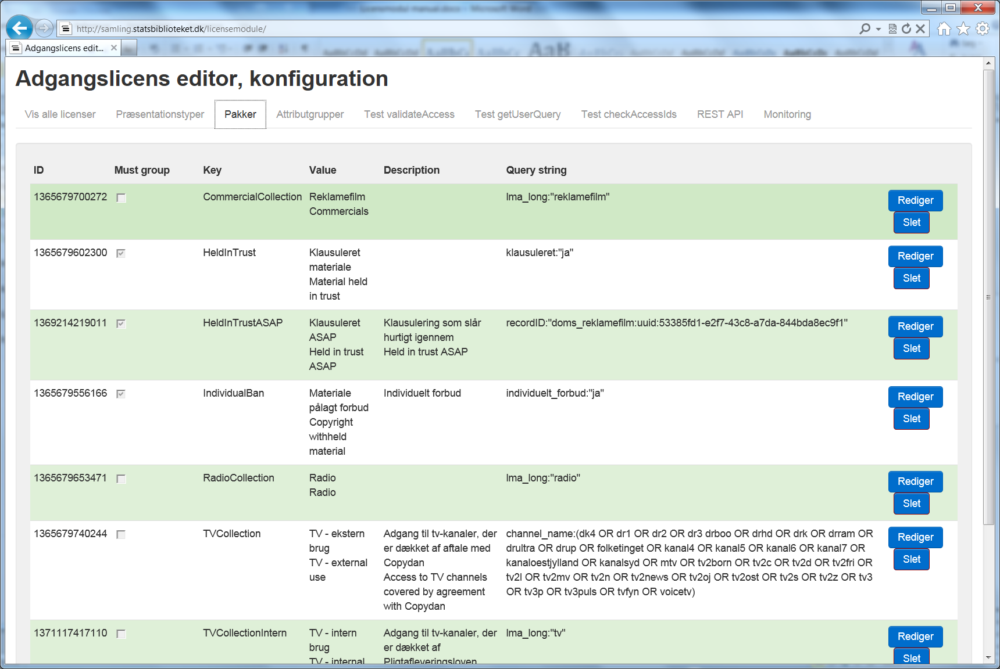 http://samling.statsbiblioteket.dk/licensemodule/
Adgangslicens edit...
Adgangslicens editor, konfiguration
Vis alle licenser Præsentationstyper Pakker Attributgrupper Test validateAccess Test getUserQuery Test checkAccessIds REST API Monitoring
ID Must group Key Value Description Query string
1365679700272 CommercialCollection Reklamefilm lma_long:"reklamefilm" Rediger
Commercials
Slet
1365679602300 HeldInTrust Klausuleret klausuleret:"ja" Rediger
materiale
Material held Slet
in trust
1369214219011 HeldInTrustASAP Klausuleret Klausulering som slår recordID:"doms_reklamefilm:uuid:53385fd1-e2f7-43c8-a7da-844bda8ec9f1" Rediger
ASAP hurtigt igennem
Held in trust Held in trust ASAP Slet
ASAP
1365679556166 IndividualBan Materiale Individuelt forbud individuelt_forbud:"ja" Rediger
pålagt forbud
Copyright Slet
withheld
material
1365679653471 RadioCollection Radio lma_long:"radio" Rediger
Radio
Slet
1365679740244 TVCollection TV - ekstern Adgang til tv-kanaler, der channel_name:(dk4 OR dr1 OR dr2 OR dr3 drboo OR drhd OR drk OR drram OR Rediger
brug er dækket af aftale med drultra OR drup OR folketinget OR kanal4 OR kanal5 OR kanal6 OR kanal7 OR
TV - external Copydan kanaloestjylland OR kanalsyd OR mtv OR tv2born OR tv2c OR tv2d OR tv2fri OR Slet
use Access to TV channels tv2l OR tv2mv OR tv2n OR tv2news OR tv2oj OR tv2ost OR tv2s OR tv2z OR tv3
covered by agreement OR tv3p OR tv3puls OR tvfyn OR voicetv)
with Copydan
1371117417110 TVCollectionIntern TV - intern Adgang til tv-kanaler, der lma_long:"tv" Rediger
brug er dækket af
TV - internal Pligtafleveringsloven Slet